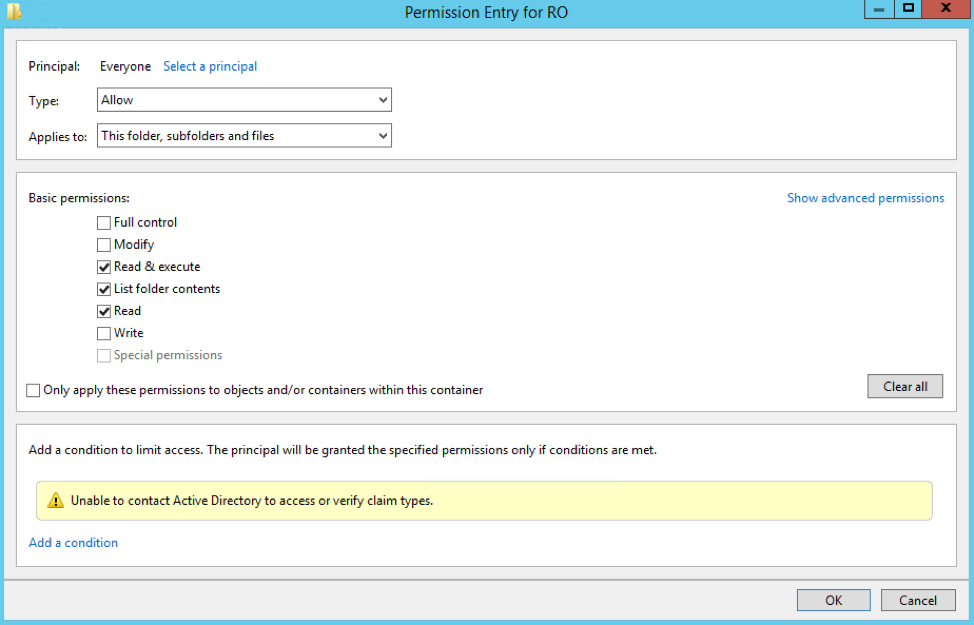 Permission Entry for RO
Principal: Everyone Select a principal
Type: Allow
Applies to: This folder, subfolders and files
Basic permissions: Show advanced permissions
Full control
Modify
Read & execute
List folder contents
Read
Write
Special permissions
Only apply these permissions to objects and/or containers within this container Clear all
Add a condition to limit access. The principal will be granted the specified permissions only if conditions are met.
Unable to contact Active Directory to access or verify claim types.
Add a condition
OK Cancel